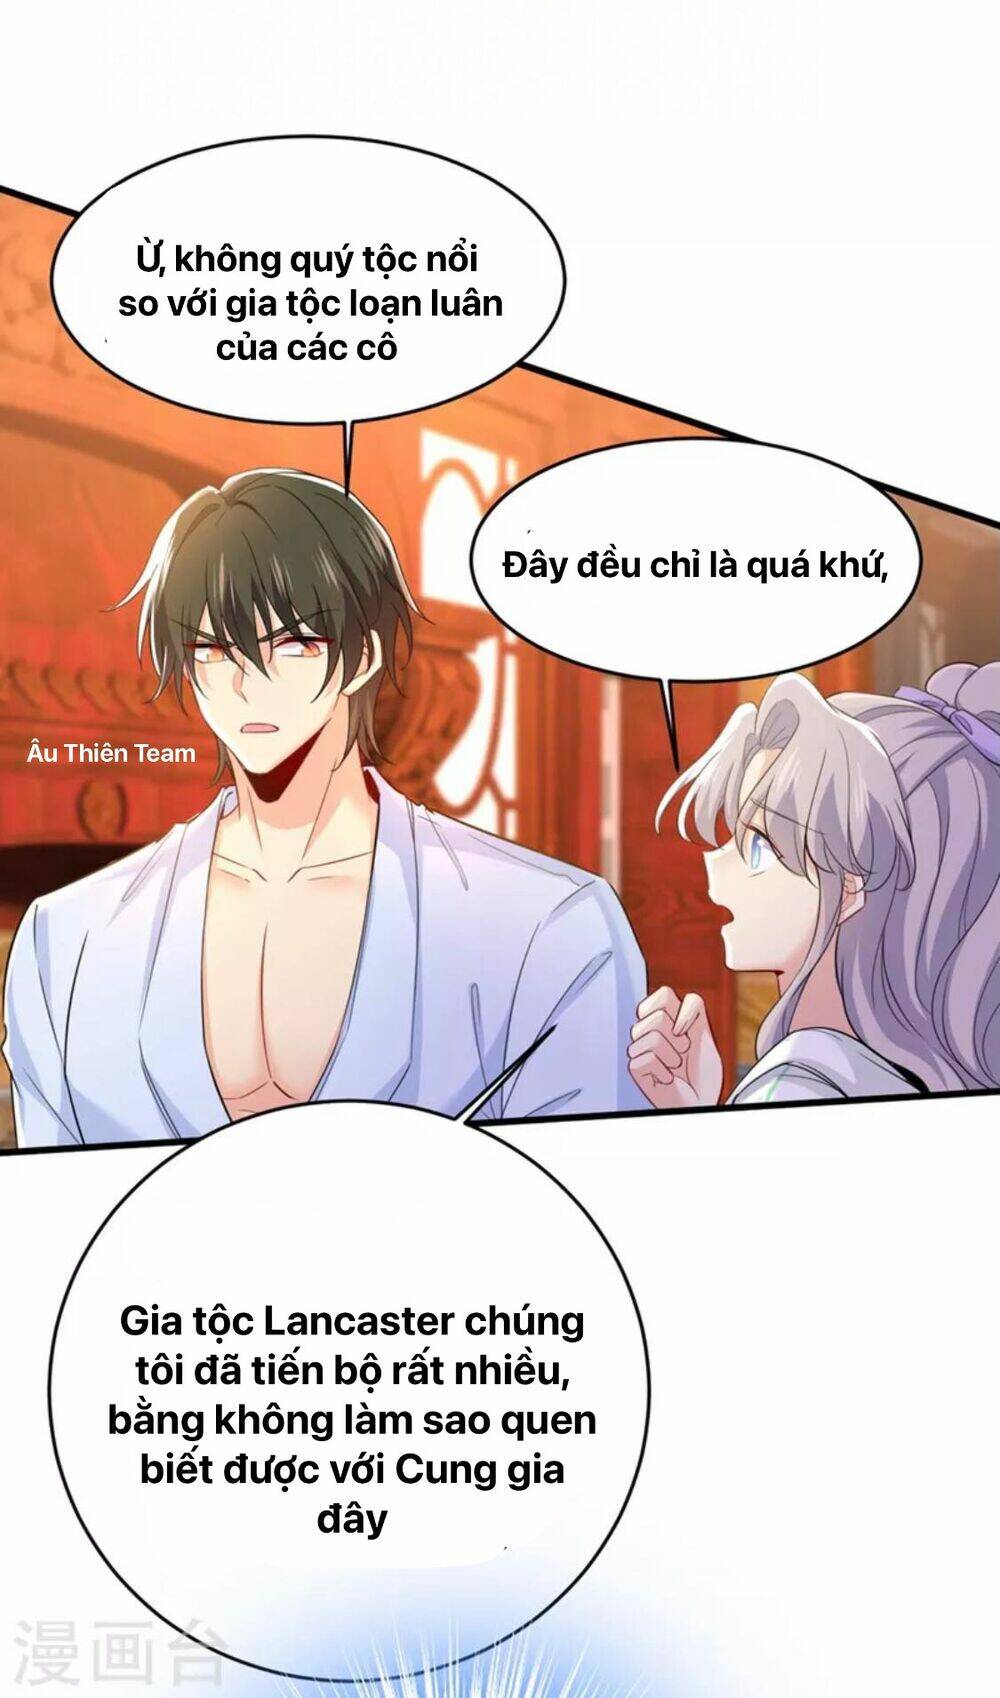 Ừ, không quý tộc nổi
so với gia tộc loạn luân
của các cô
Đây đều chỉ là quá khứ,
Âu Thiên Team
Gia tộc Lancaster chúng
tôi đã tiến bộ rất nhiều,
bằng không làm sao quen
biết được với Cung gia
đây
漫画台